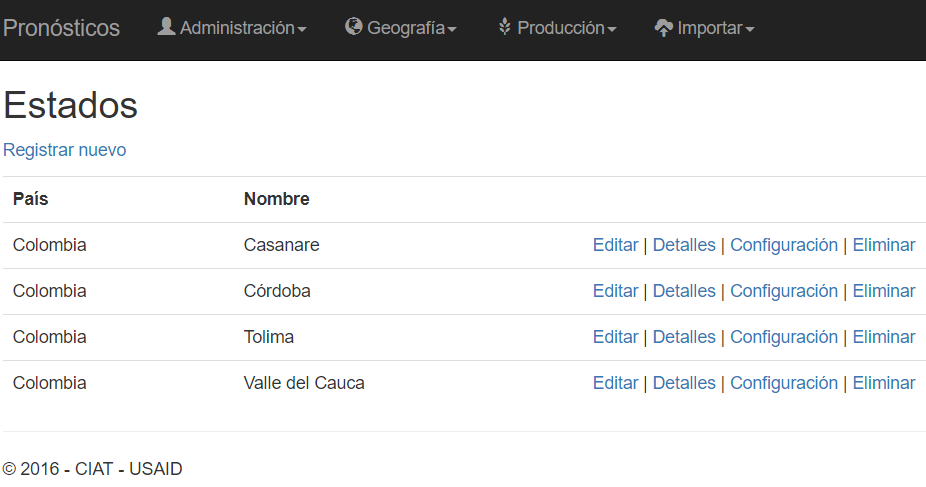 Pronósticos Administración Geografía Producción Importar
Estados
Registrar nuevo
País Nombre
Colombia Casanare Editar | Detalles | Configuración | Eliminar
Colombia Córdoba Editar | Detalles | Configuración | Eliminar
Colombia Tolima Editar | Detalles | Configuración | Eliminar
Colombia Valle del Cauca Editar | Detalles | Configuración | Eliminar
© 2016 - CIAT - USAID